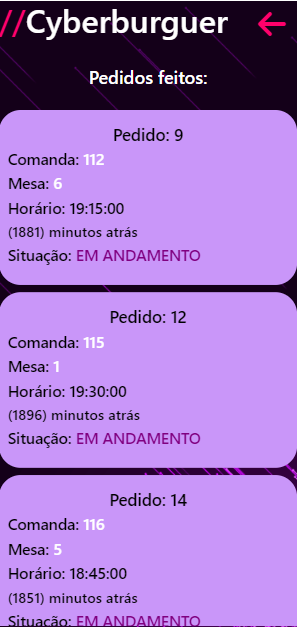 //Cyberburguer
Pedidos feitos:
Pedido: 9
Comanda: 112
Mesa: 6
Horário: 19:15:00
(1881) minutos atrás
Situação: EM ANDAMENTO
Pedido: 12
Comanda: 115
Mesa: 1
Horário: 19:30:00
(1896) minutos atrás
Situação: EM ANDAMENTO
Pedido: 14
Comanda: 116
Mesa: 5
Horário: 18:45:00
(1851) minutos atrás
Situação: EM ANDAMENTO